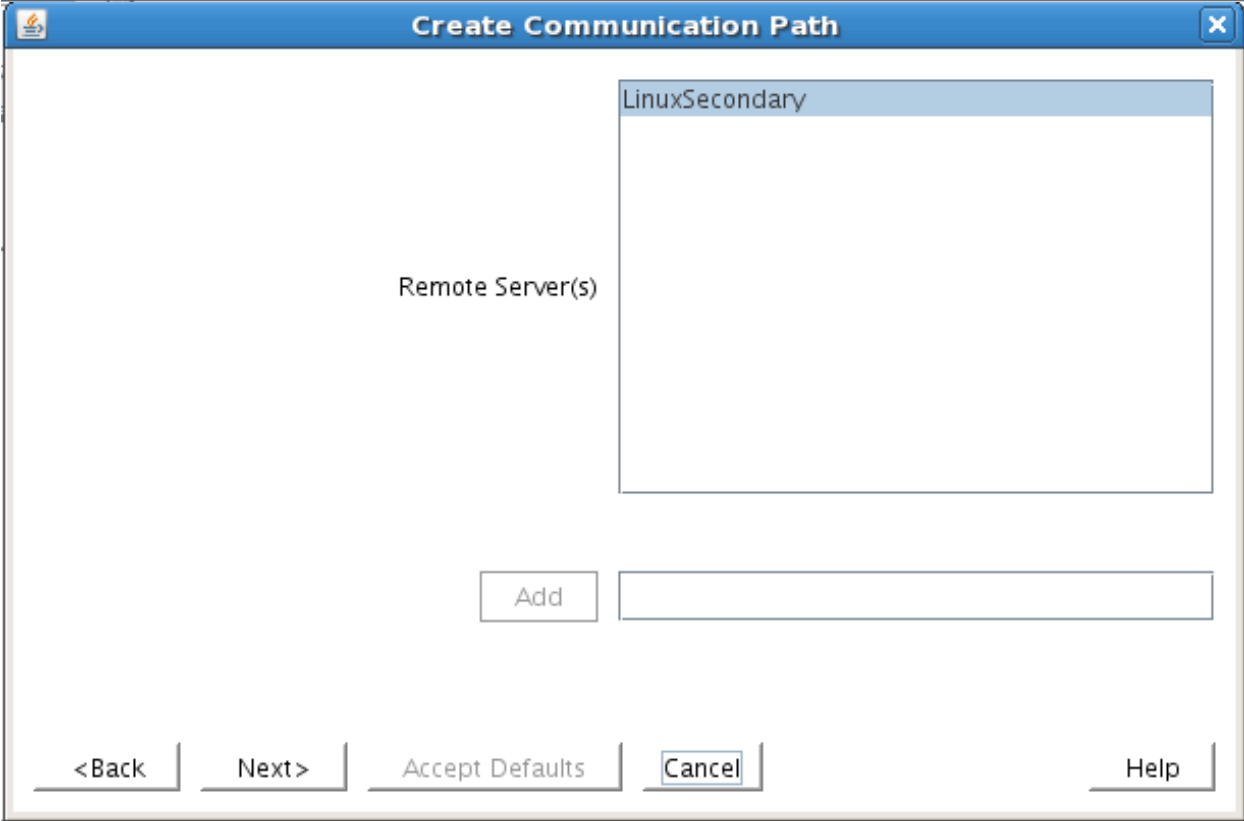 Create Communication Path
LinuxSecondary
Remote Server(s)
Add
<Back Next> Accept Defaults Cancel Help